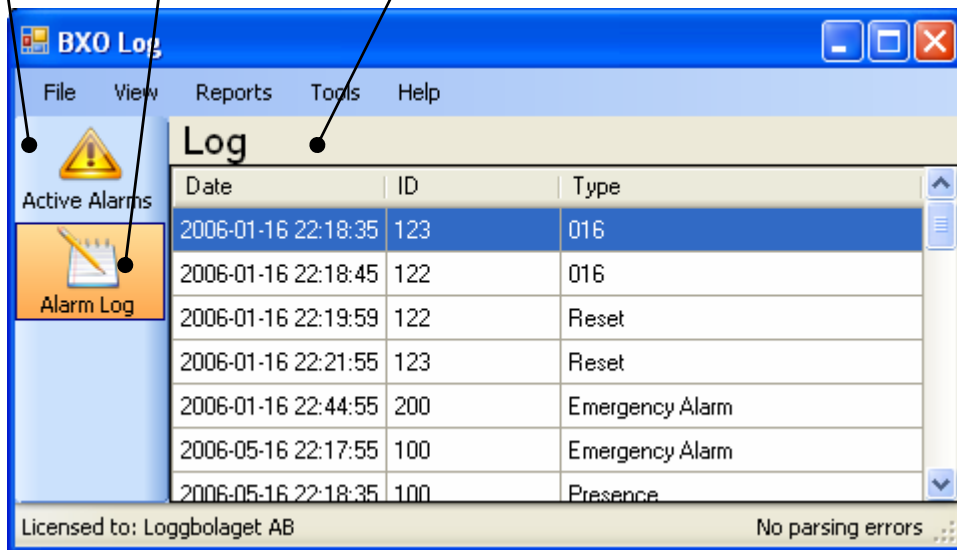 BXO Log
File View Reports Tools Help
Active Alarms
Alarm Log
Log
Date ID Type
2006-01-16 22:18:35 123 016
2006-01-16 22:18:45 122 016
2006-01-16 22:19:59 122 Reset
2006-01-16 22:21:55 123 Reset
2006-01-16 22:44:55 200 Emergency Alarm
2006-05-16 22:17:55 100 Emergency Alarm
2006-05-16 22:18:35 100 Presence
Licensed to: Loggbolaget AB No parsing errors